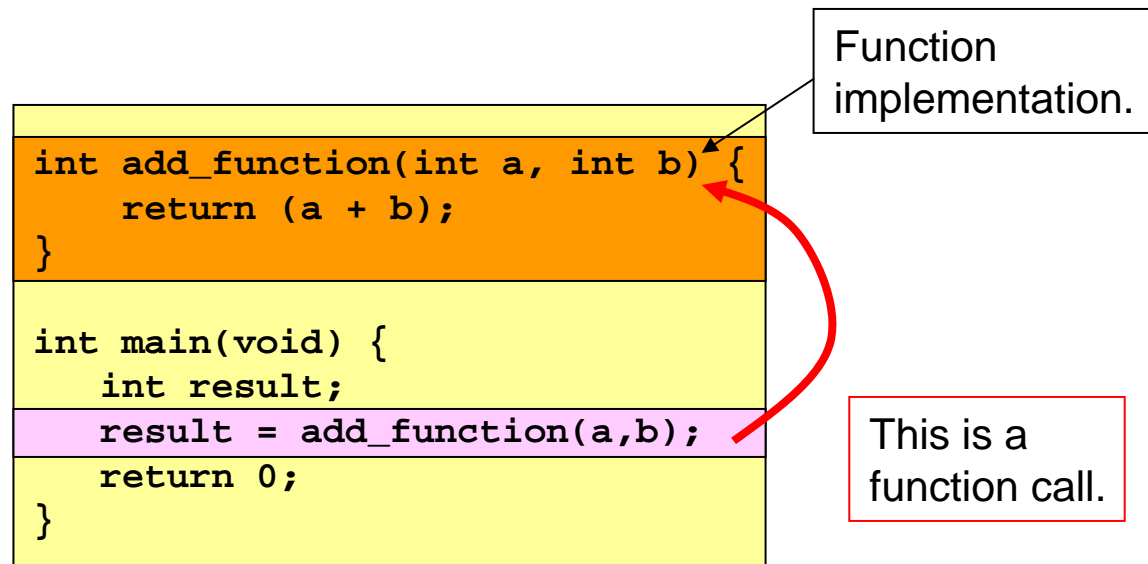 Function
implementation.
int add_function(int a, int b) {
    return (a + b);
}
int main(void) {
   int result;
   result = add_function(a,b);
   return 0;
}
This is a
function call.